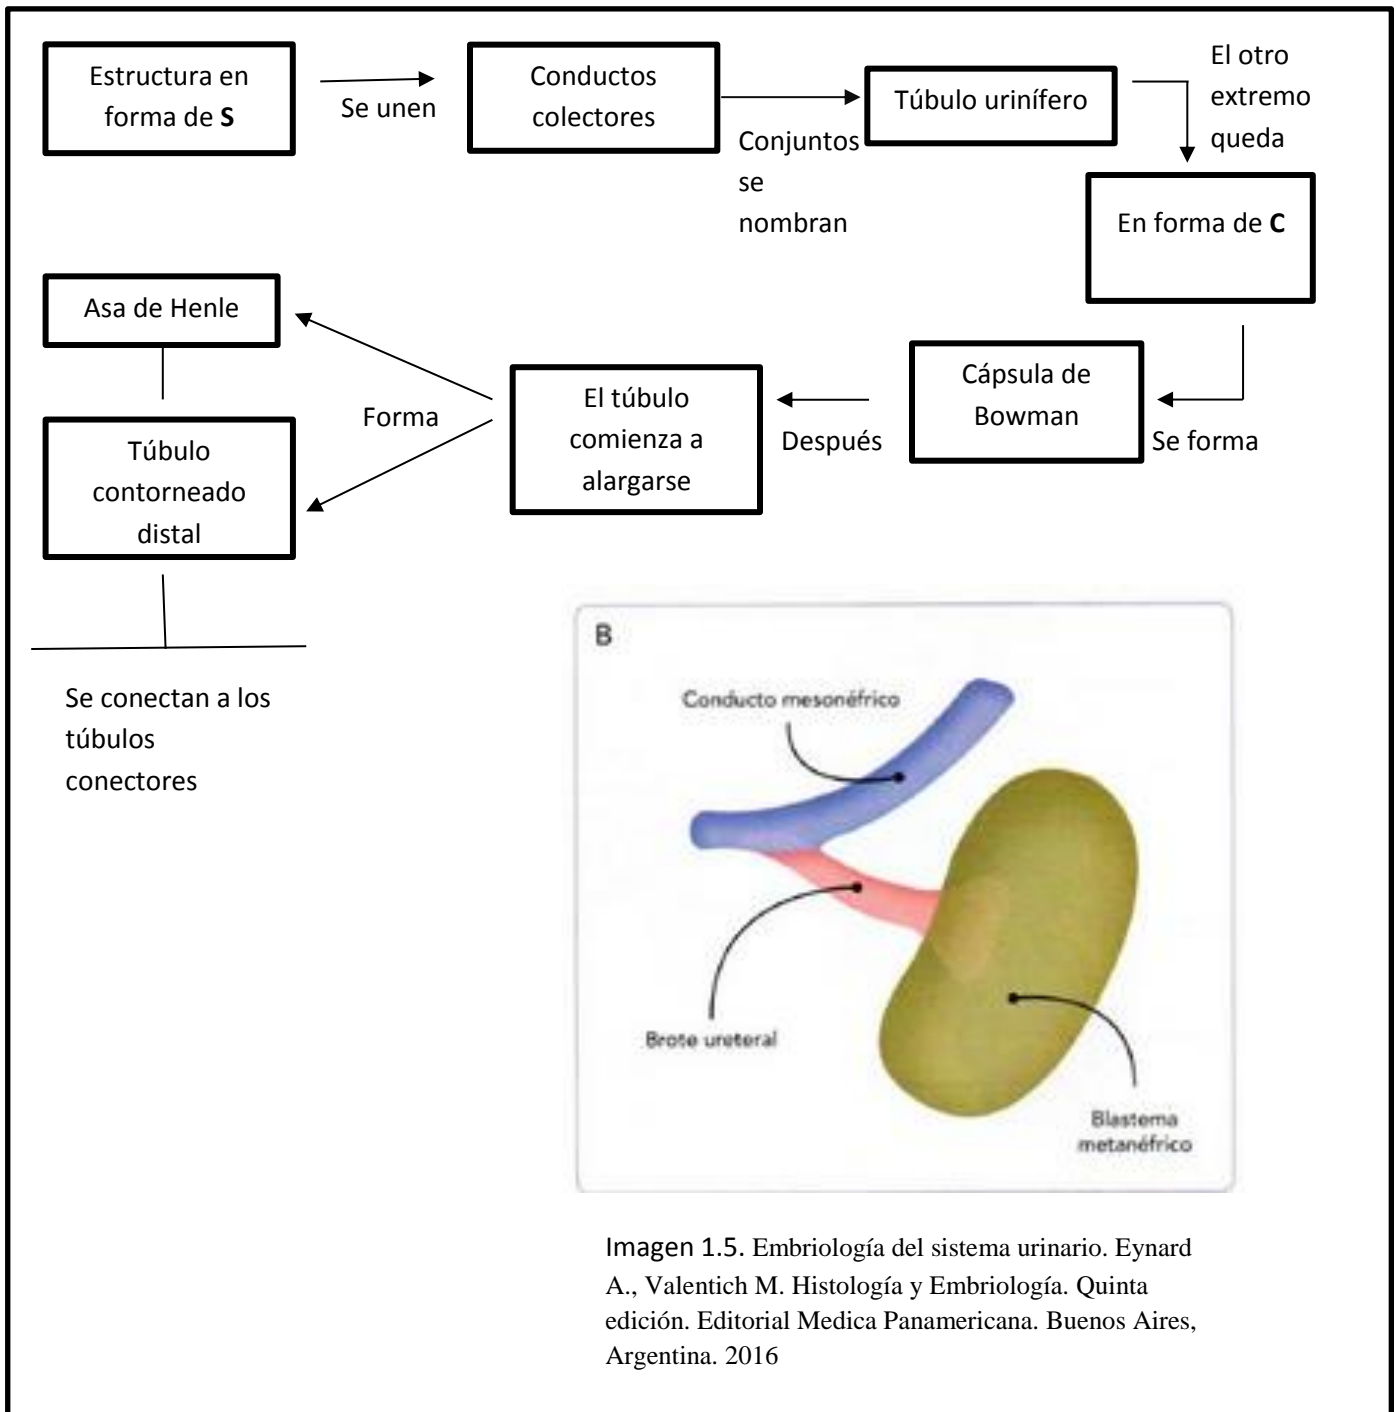 Estructura en
forma de S
Se unen
Conductos
colectores
Conjuntos
se
nombran
Túbulo urinífero
El otro
extremo
queda
En forma de C
Se forma
Cápsula de
Bowman
Después
El túbulo
comienza a
alargarse
Forma
Asa de Henle
Túbulo
contorneado
distal
Se conectan a los
túbulos
conectores
B
Conducto mesonéfrico
Brote ureteral
Blastema
metanéfrico
Imagen 1.5. Embriología del sistema urinario. Eynard
A., Valentich M. Histología y Embriología. Quinta
edición. Editorial Medica Panamericana. Buenos Aires,
Argentina. 2016